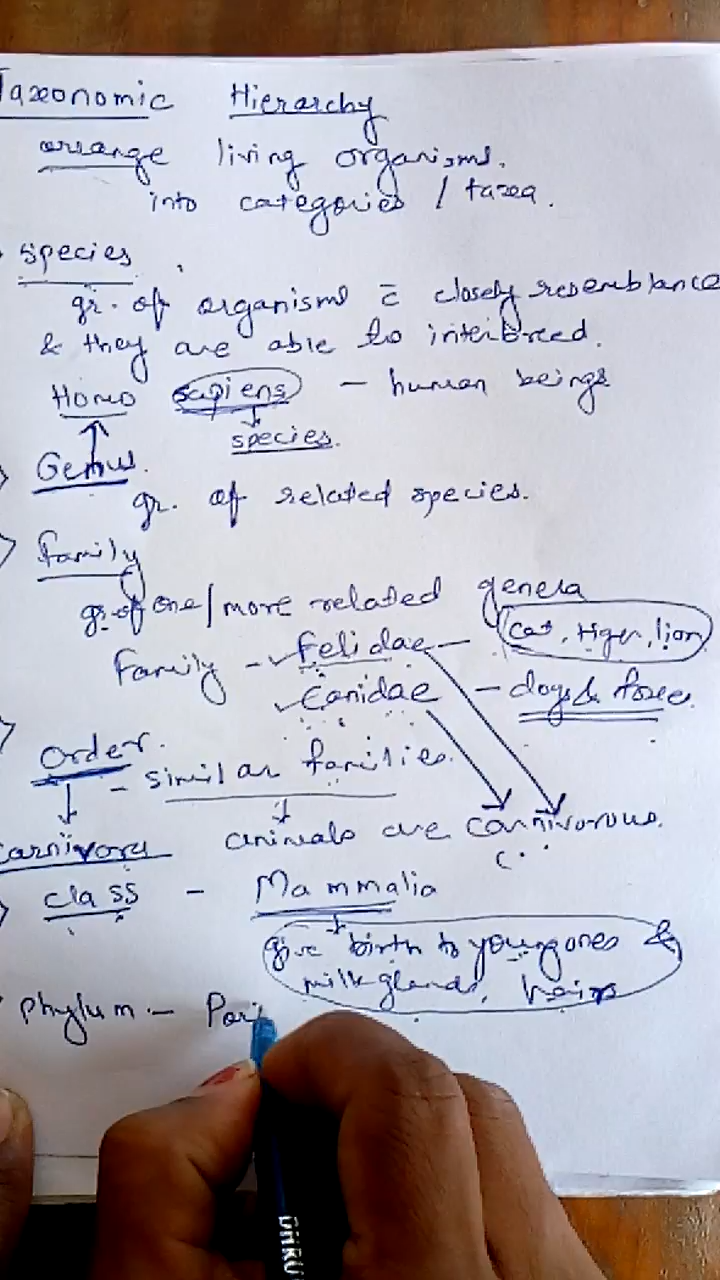 Taxonomic Hierarchy
arrange living organisms.
into categories / taxa.
Species
gr. of organisms c̄ closely resemblance
& they are able to interbreed.
Homo sapiens - human beings
species.
Genus.
gr. of related species.
Family
gr. of one/more related genera
Family - Felidae - cat, tiger, lion
Canidae - dogs & foxes.
Order.
- similar families.
Carnivora animals are carnivorous.
class - Mammalia
give birth to young ones &
milk glands, hairs
Phylum - Pori